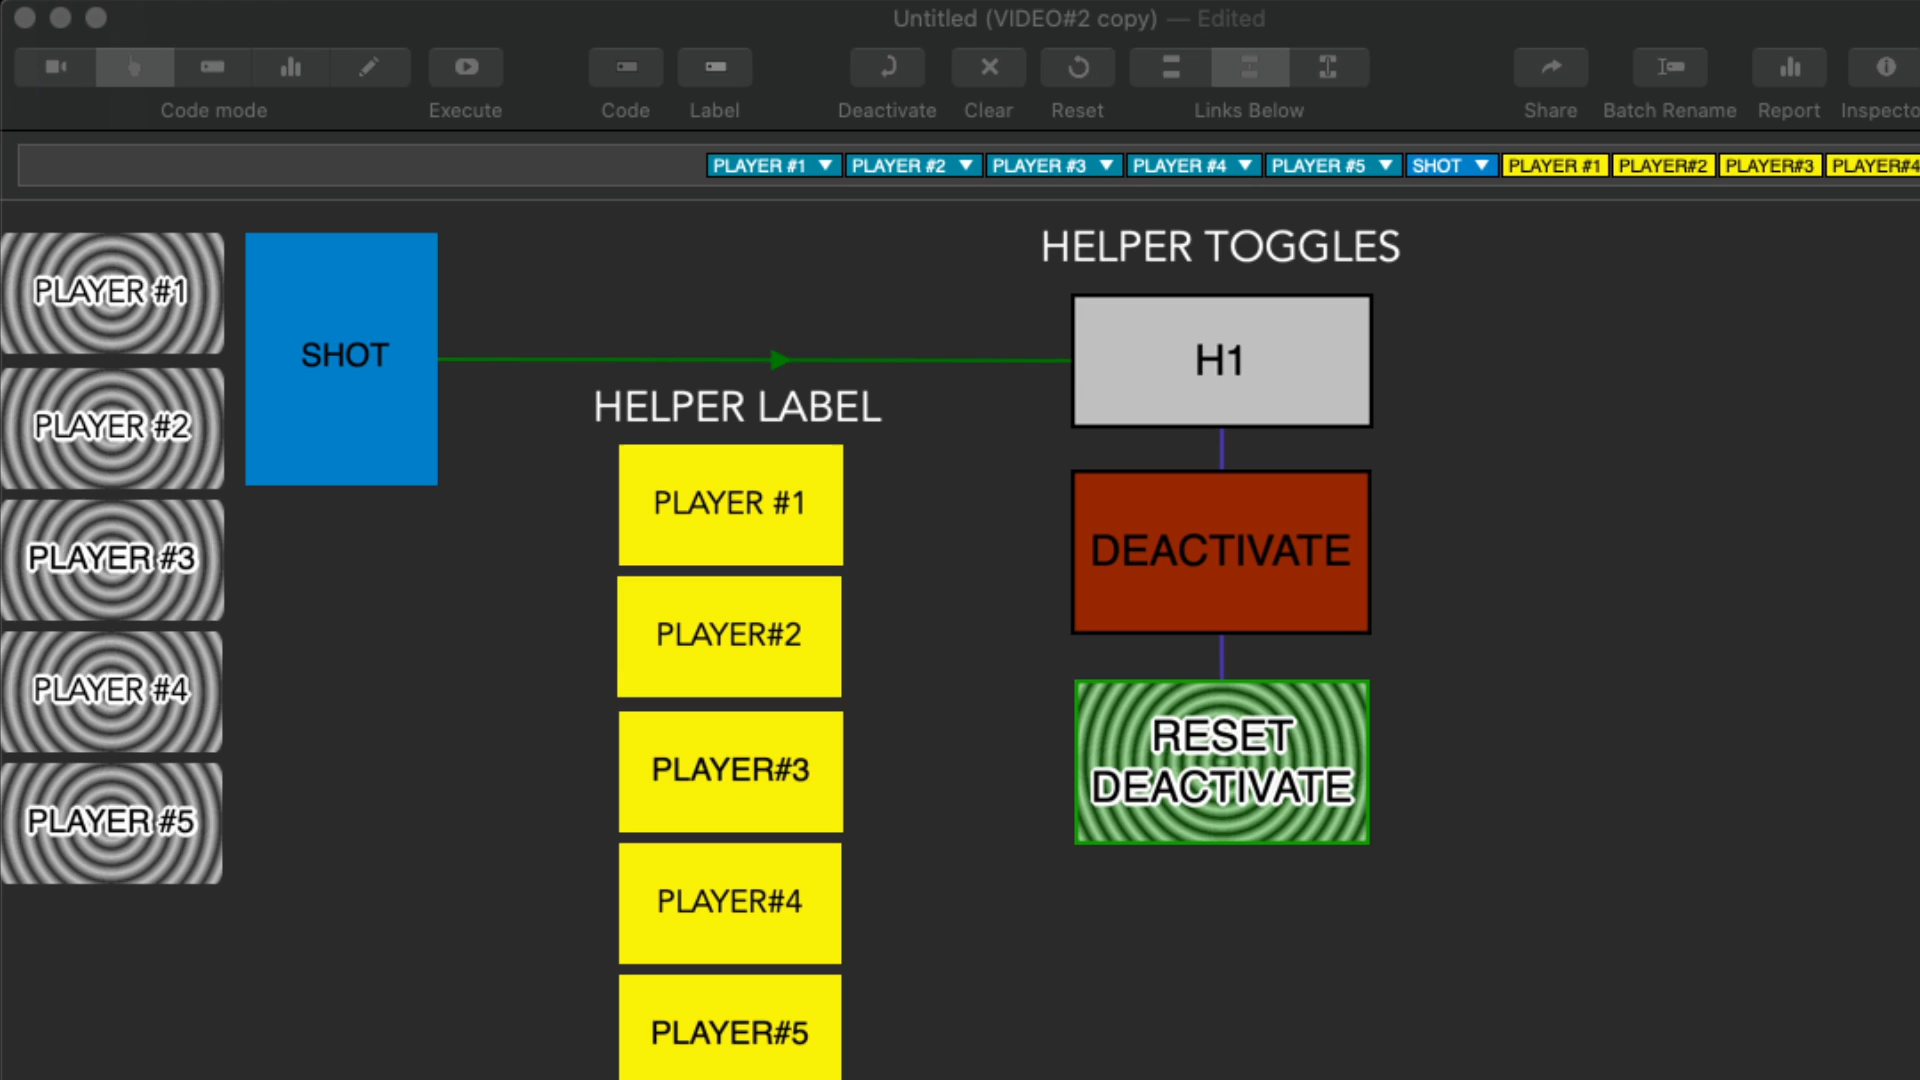 Untitled (VIDEO#2 copy) — Edited
Code mode
Execute
Code
Label
Deactivate
Clear
Reset
Links Below
Share
Batch Rename
Report
Inspecto
PLAYER #1
PLAYER #2
PLAYER #3
PLAYER #4
PLAYER #5
SHOT
PLAYER #1
PLAYER#2
PLAYER#3
PLAYER#4
PLAYER #1
PLAYER #2
PLAYER #3
PLAYER #4
PLAYER #5
SHOT
HELPER LABEL
PLAYER #1
PLAYER#2
PLAYER#3
PLAYER#4
PLAYER#5
HELPER TOGGLES
H1
DEACTIVATE
RESET
DEACTIVATE